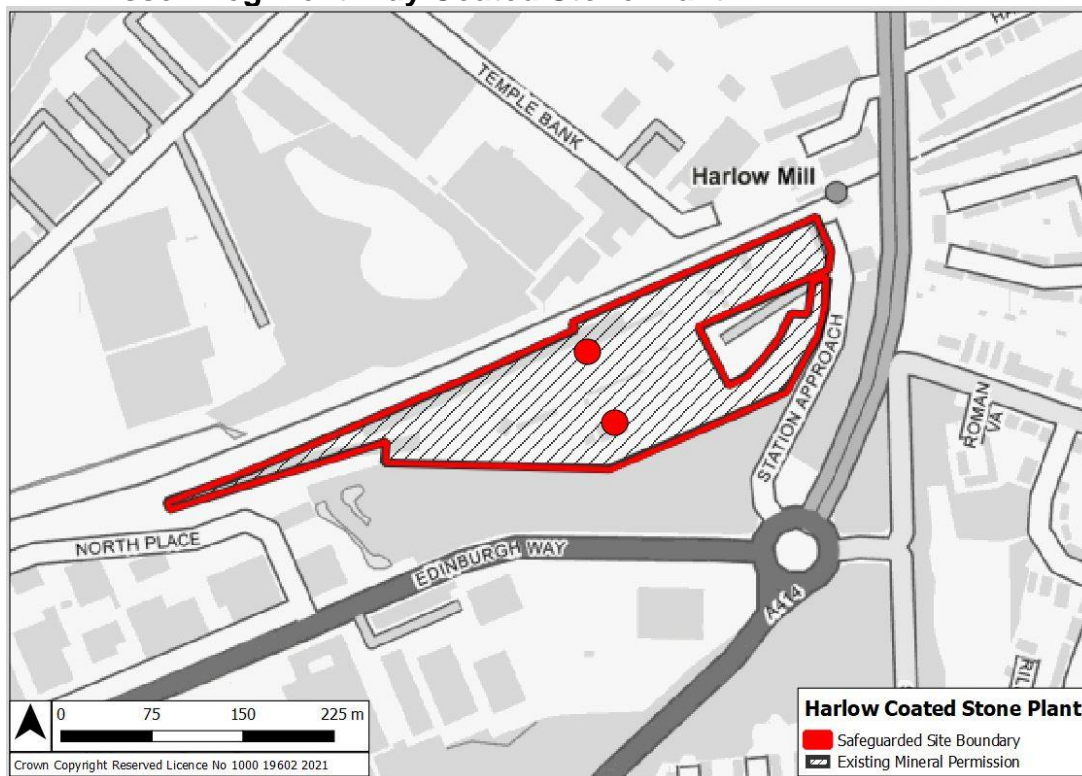 TEMPLE BANK
Harlow Mill
STATION APPROACH
ROMAN
VA
NORTH PLACE
EDINBURGH WAY
A414
0 75 150 225 m
Crown Copyright Reserved Licence No 1000 19602 2021
Harlow Coated Stone Plant
Safeguarded Site Boundary
Existing Mineral Permission